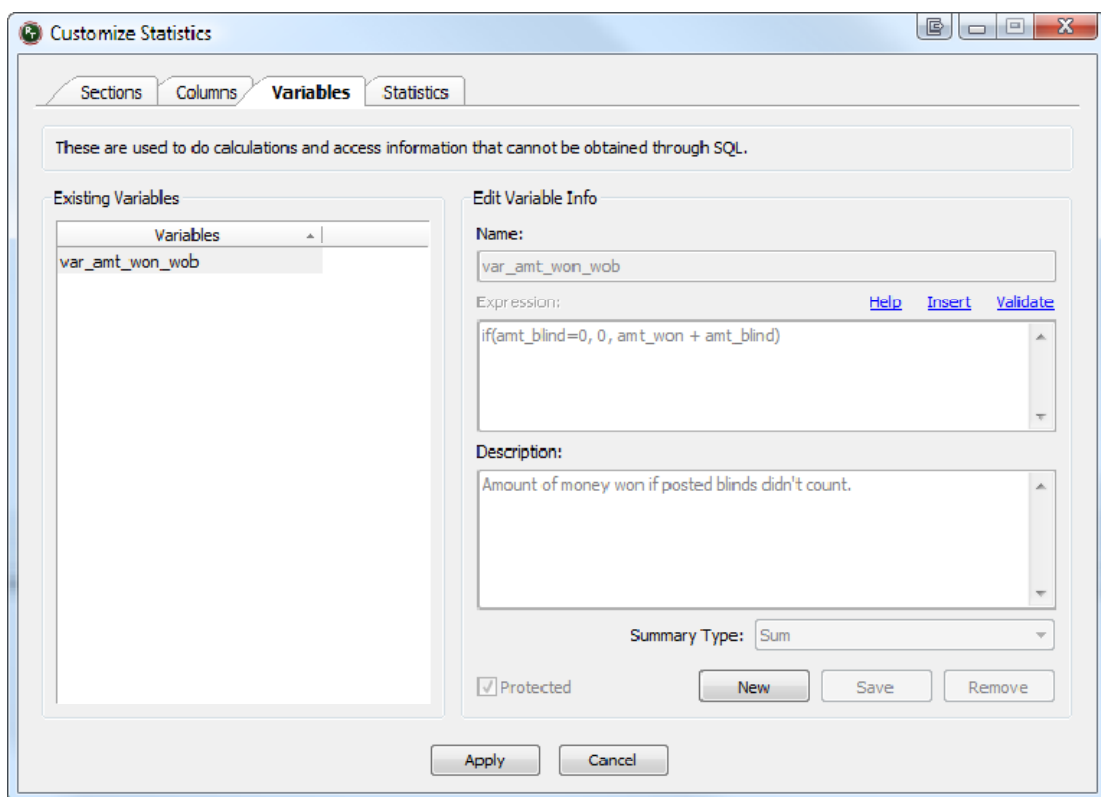 Customize Statistics
Sections Columns Variables Statistics
These are used to do calculations and access information that cannot be obtained through SQL.
Existing Variables
Variables
var_amt_won_wob
Edit Variable Info
Name:
var_amt_won_wob
Expression: Help Insert Validate
if(amt_blind=0, 0, amt_won + amt_blind)
Description:
Amount of money won if posted blinds didn't count.
Summary Type: Sum
Protected New Save Remove
Apply Cancel